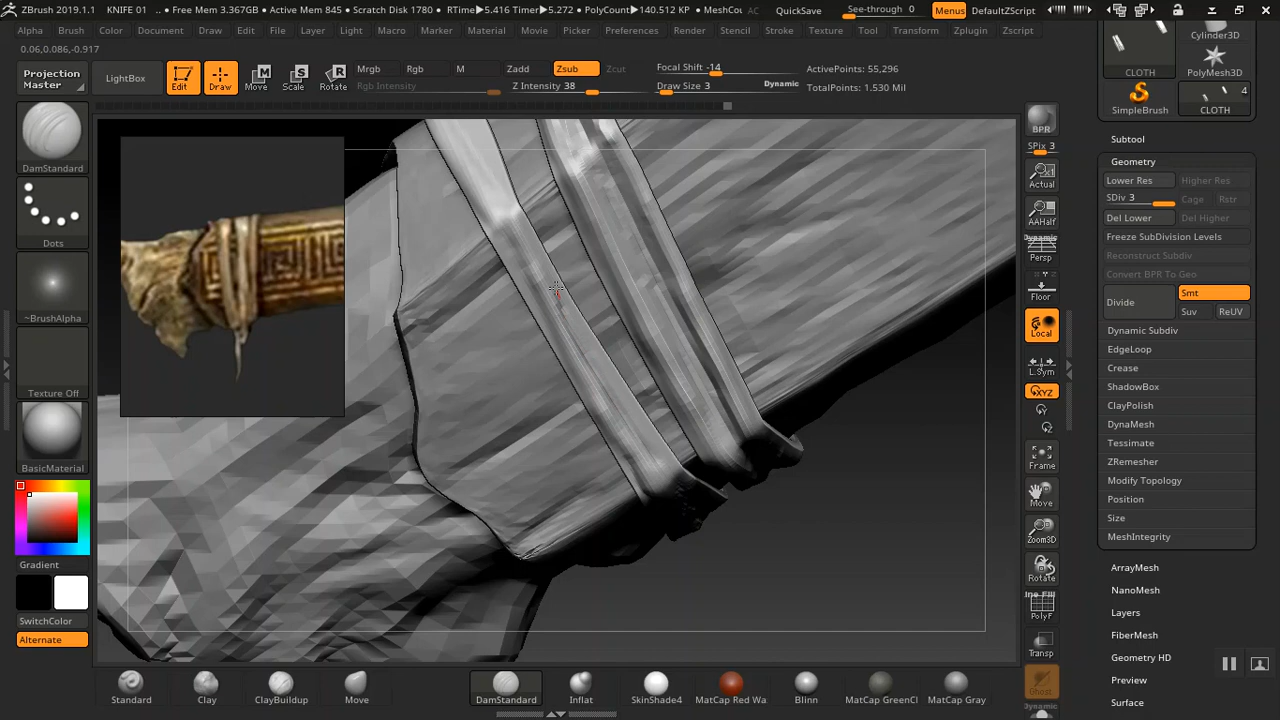 ZBrush 2019.1.1 KNIFE 01 .. • Free Mem 3.367GB • Active Mem 845 • Scratch Disk 1780 • RTime▶5.416 Timer▶5.272 • PolyCount▶140.512 KP • MeshCou AC QuickSave See-through 0 Menus DefaultZScript
Alpha Brush Color Document Draw Edit File Layer Light Macro Marker Material Movie Picker Preferences Render Stencil Stroke Texture Tool Transform Zplugin Zscript
0.06,0.086,-0.917
Projection Master
LightBox
Edit Draw Move Scale Rotate
Mrgb Rgb M Zadd Zsub Zcut
Rgb Intensity Z Intensity 38
Focal Shift -14
Draw Size 3 Dynamic
ActivePoints: 55,296
TotalPoints: 1.530 Mil
DamStandard
Dots
~BrushAlpha
Texture Off
BasicMaterial
Gradient
SwitchColor
Alternate
BPR
SPix 3
Actual
AAHalf
Dynamic
Persp
Floor
Local
L.Sym
XYZ
Frame
Move
Zoom3D
Rotate
Line Fill
PolyF
Transp
Ghost
Dynamic
CLOTH
Cylinder3D
PolyMesh3D
SimpleBrush
4
CLOTH
Subtool
Geometry
Lower Res Higher Res
SDiv 3 Cage Rstr
Del Lower Del Higher
Freeze SubDivision Levels
Reconstruct Subdiv
Convert BPR To Geo
Divide
Smt
Suv ReUV
Dynamic Subdiv
EdgeLoop
Crease
ShadowBox
ClayPolish
DynaMesh
Tessimate
ZRemesher
Modify Topology
Position
Size
MeshIntegrity
ArrayMesh
NanoMesh
Layers
FiberMesh
Geometry HD
Preview
Surface
Standard Clay ClayBuildup Move DamStandard Inflat SkinShade4 MatCap Red Wa Blinn MatCap GreenCl MatCap Gray